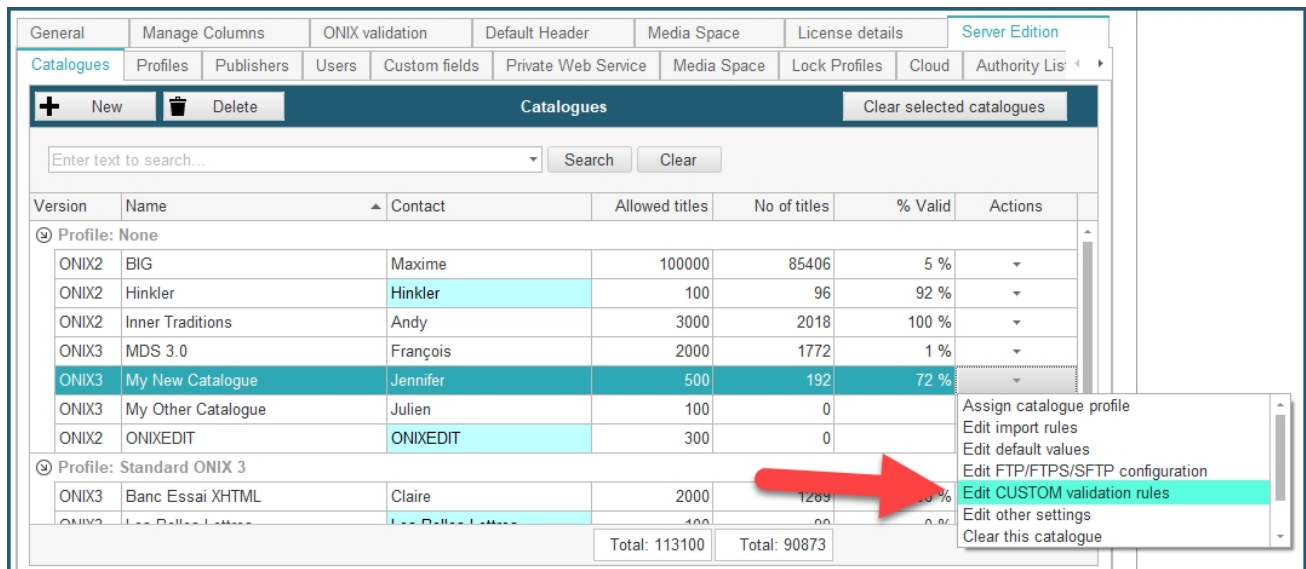 General Manage Columns ONIX validation Default Header Media Space License details Server Edition
Catalogues Profiles Publishers Users Custom fields Private Web Service Media Space Lock Profiles Cloud Authority List
New Delete Catalogues Clear selected catalogues
Enter text to search... Search Clear
Version Name Contact Allowed titles No of titles % Valid Actions
Profile: None
ONIX2 BIG Maxime 100000 85406 5 %
ONIX2 Hinkler Hinkler 100 96 92 %
ONIX2 Inner Traditions Andy 3000 2018 100 %
ONIX3 MDS 3.0 François 2000 1772 1 %
ONIX3 My New Catalogue Jennifer 500 192 72 %
ONIX3 My Other Catalogue Julien 100 0
ONIX2 ONIXEDIT ONIXEDIT 300 0
Profile: Standard ONIX 3
ONIX3 Banc Essai XHTML Claire 2000 1289 %
Total: 113100 Total: 90873
Assign catalogue profile
Edit import rules
Edit default values
Edit FTP/FTPS/SFTP configuration
Edit CUSTOM validation rules
Edit other settings
Clear this catalogue